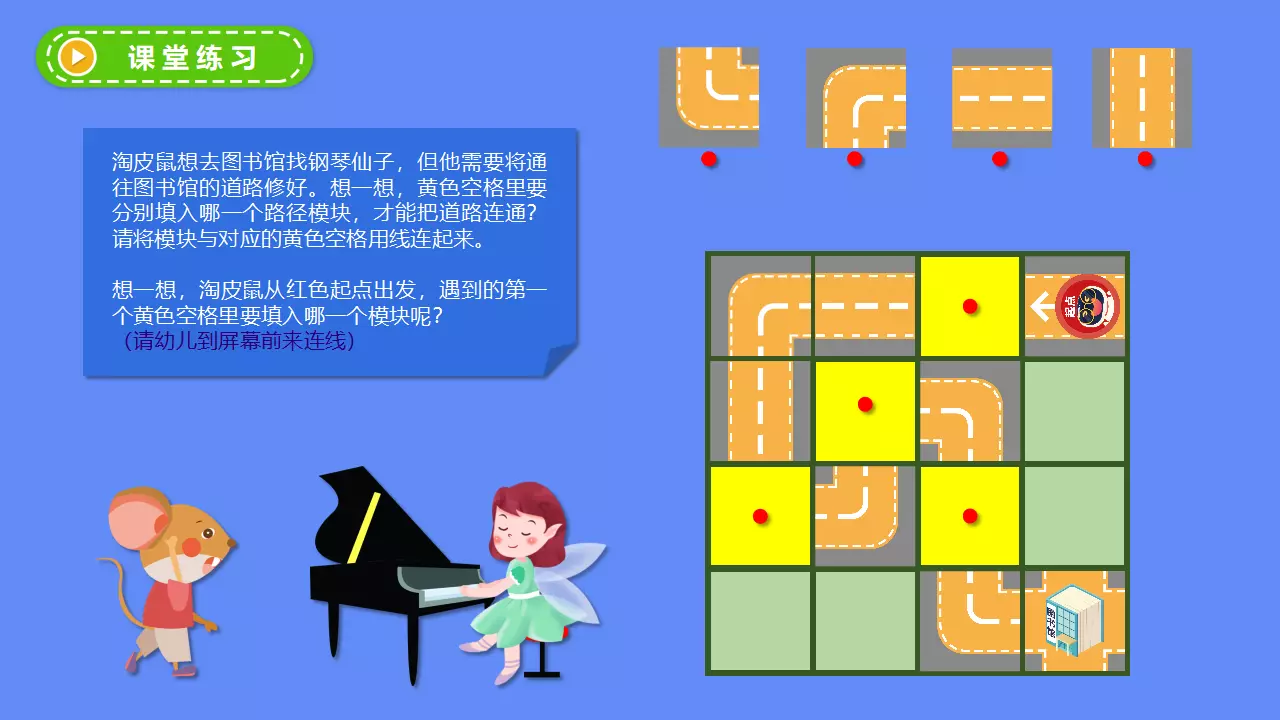 课堂练习
淘皮鼠想去图书馆找钢琴仙子，但他需要将通
往图书馆的道路修好。想一想，黄色空格里要
分别填入哪一个路径模块，才能把道路连通？
请将模块与对应的黄色空格用线连起来。
想一想，淘皮鼠从红色起点出发，遇到的第一
个黄色空格里要填入哪一个模块呢？
（请幼儿到屏幕前来连线）
起点
图书馆